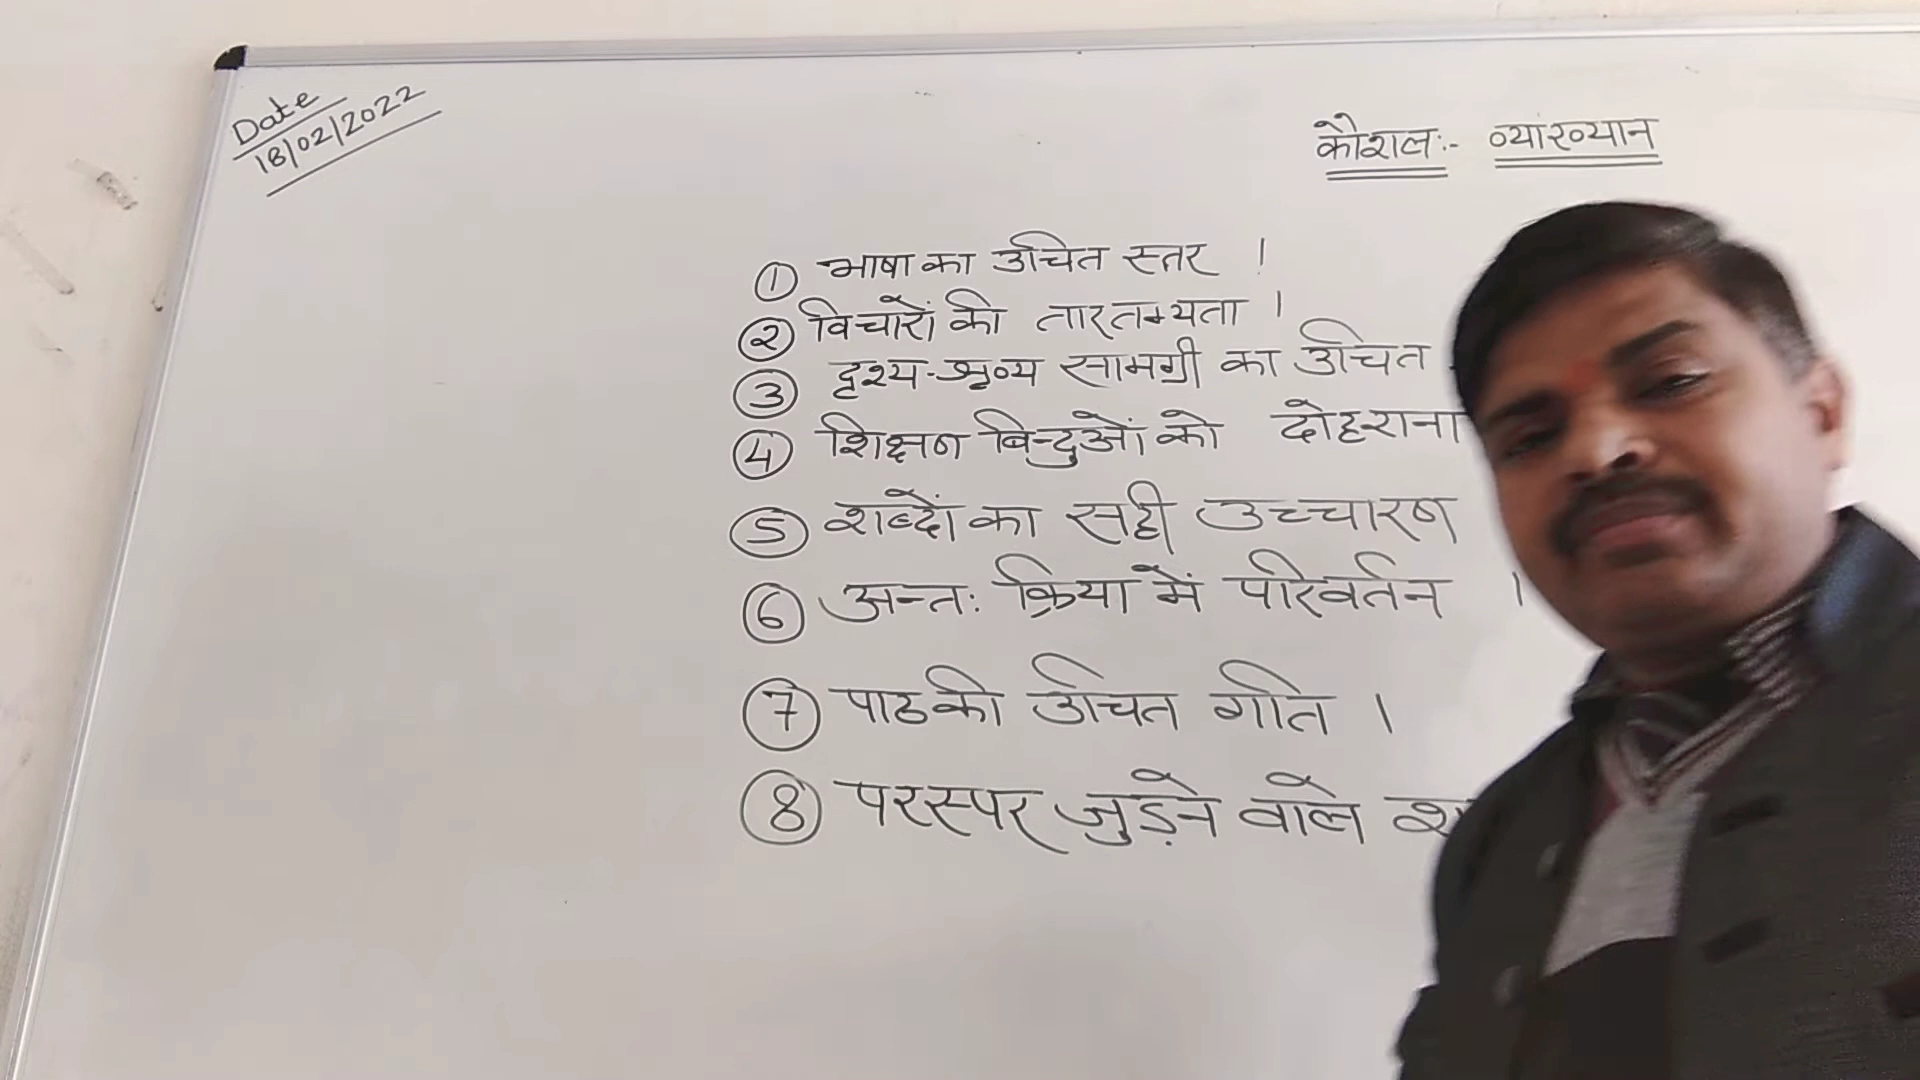 Date
18/02/2022
कौशल:- व्याख्यान
① भाषा का उचित स्तर ।
② विचारों की तारतम्यता ।
③ दृश्य-श्रृव्य सामग्री का उचित
④ शिक्षण बिन्दुओं को दोहराना
⑤ शब्दों का सही उच्चारण
⑥ अन्त: क्रिया में परिवर्तन ।
⑦ पाठ की उचित गति ।
⑧ परस्पर जुड़ने वाले